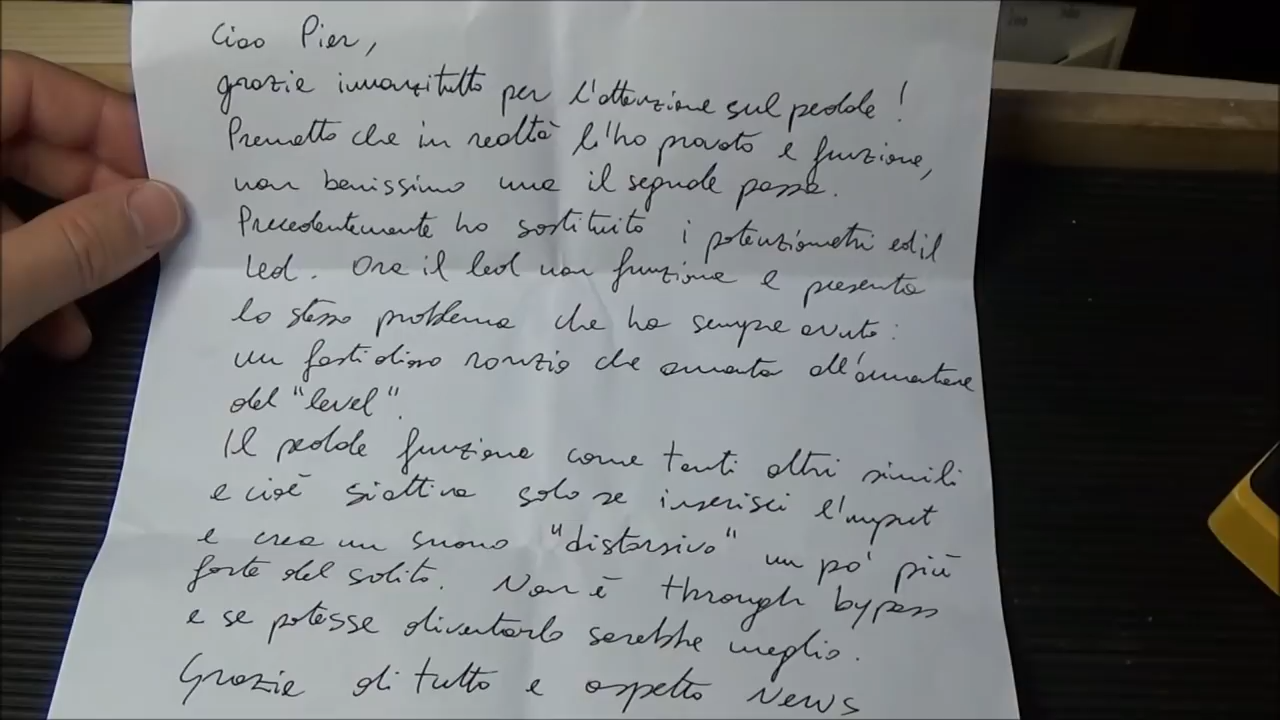 Ciao Pier,
grazie innanzitutto per l'attenzione sul pedale!
Premetto che in realtà l'ho provato e funziona,
non benissimo ma il segnale passa.
Precedentemente ho sostituito i potenziometri ed il
led. Ora il led non funziona e presenta
lo stesso problema che ha sempre avuto:
un fastidioso ronzio che aumenta all'aumentare
del "level".
Il pedale funziona come tanti altri simili
e cioè si attiva solo se inserisci l'input
e crea un suono "distorsivo" un po' più
forte del solito. Non è through bypass
e se potesse diventarlo sarebbe meglio.
Grazie di tutto e aspetto News